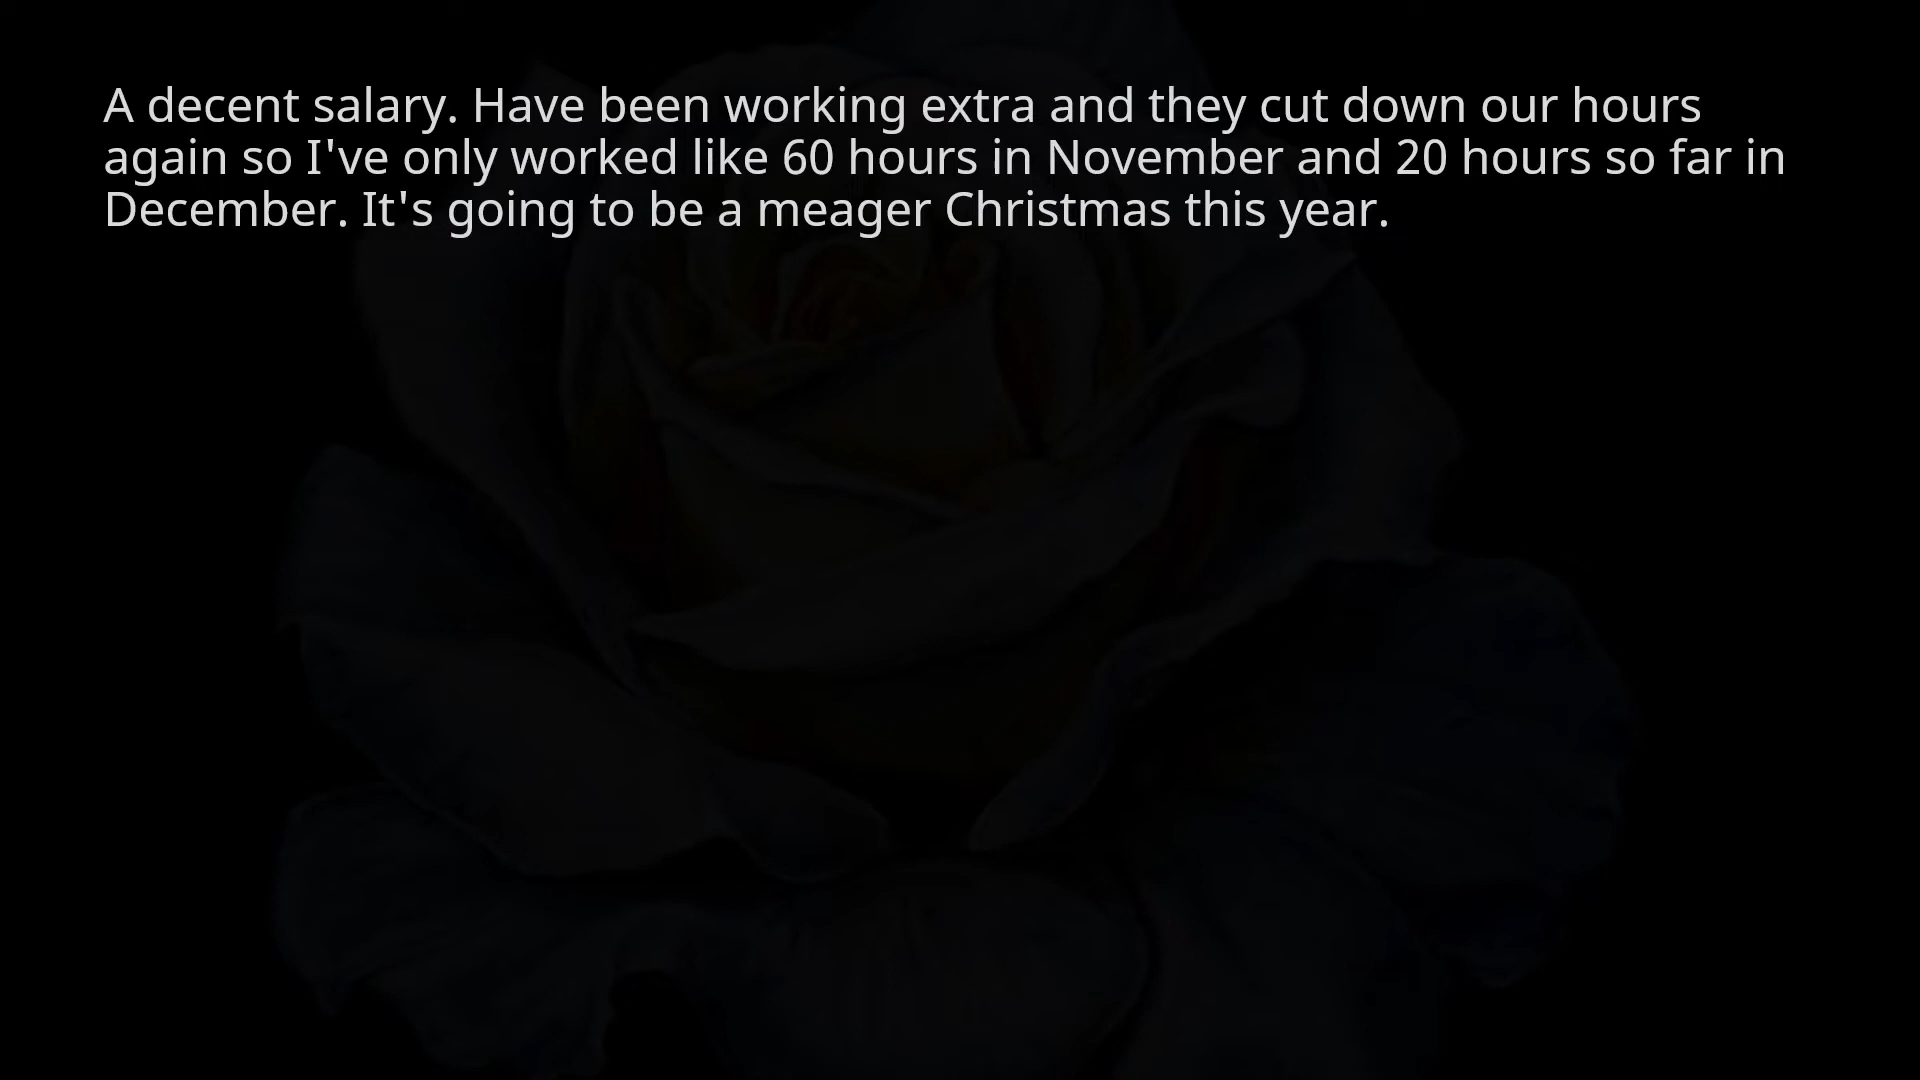 A decent salary. Have been working extra and they cut down our hours
again so I've only worked like 60 hours in November and 20 hours so far in
December. It's going to be a meager Christmas this year.